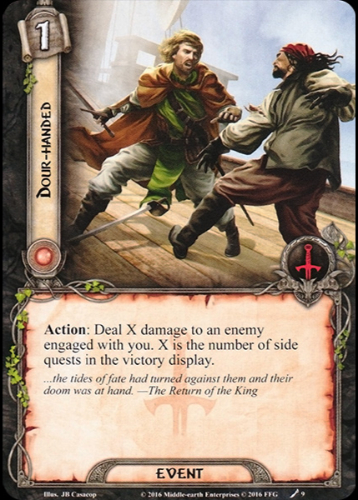 1
DOUR-HANDED
Action: Deal X damage to an enemy
engaged with you. X is the number of side
quests in the victory display.
...the tides of fate had turned against them and their
doom was at hand. —The Return of the King
EVENT
Illus. JB Casacop
© 2016 Middle-earth Enterprises © 2016 FFG
9